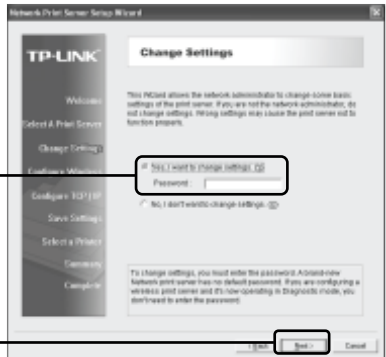 Network Print Server Setup Wizard
TP-LINK
Change Settings
Welcome
Select A Print Server
Change Settings
Configure Wireless
Configure TCP/IP
Save Settings
Select a Printer
Summary
Complete
This Wizard allows the network administrator to change some basic
settings of the print server. If you are not the network administrator, do
not change settings. Wrong settings may cause the print server not to
function properly.
Yes, I want to change settings. (Y)
Password:
No, I don't want to change settings. (D)
To change settings, you must enter the password. A brand-new
Network print server has no default password. If you are configuring a
wireless print server and it's now operating in Diagnostic mode, you
don't need to enter the password.
< Back
Next >
Cancel